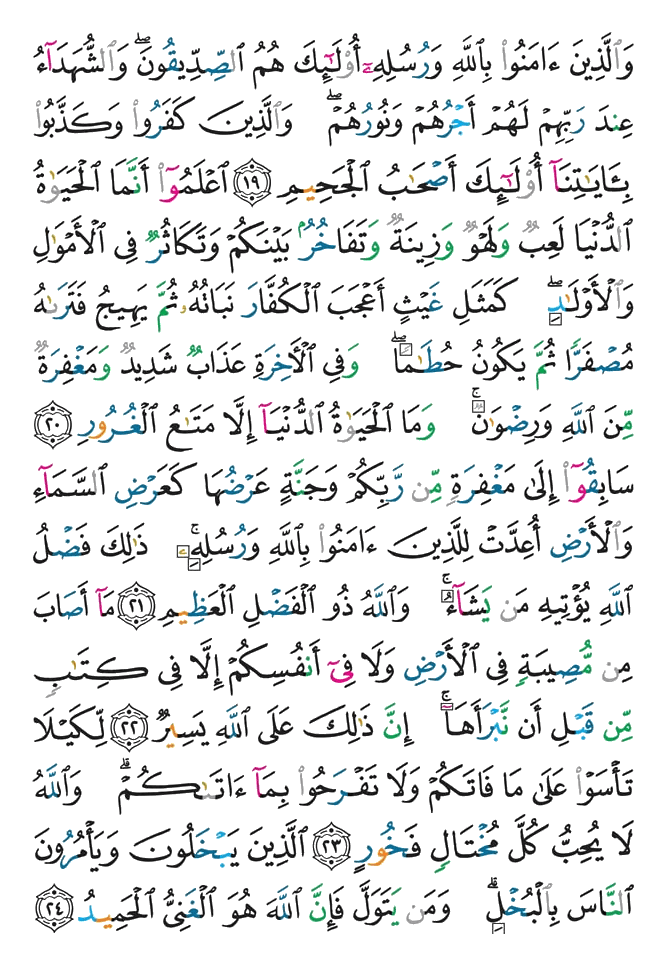 وَٱلَّذِينَ ءَامَنُوا۟ بِٱللَّهِ وَرُسُلِهِۦٓ أُو۟لَٰٓئِكَ هُمُ ٱلصِّدِّيقُونَ ۖ وَٱلشُّهَدَآءُ
عِندَ رَبِّهِمْ لَهُمْ أَجْرُهُمْ وَنُورُهُمْ ۖ وَٱلَّذِينَ كَفَرُوا۟ وَكَذَّبُوا۟
بِـَٔايَٰتِنَآ أُو۟لَٰٓئِكَ أَصْحَٰبُ ٱلْجَحِيمِ ١٩ ٱعْلَمُوٓا۟ أَنَّمَا ٱلْحَيَوٰةُ
ٱلدُّنْيَا لَعِبٌ وَلَهْوٌ وَزِينَةٌ وَتَفَاخُرٌۢ بَيْنَكُمْ وَتَكَاثُرٌ فِى ٱلْأَمْوَٰلِ
وَٱلْأَوْلَٰدِ ۖ كَمَثَلِ غَيْثٍ أَعْجَبَ ٱلْكُفَّارَ نَبَاتُهُۥ ثُمَّ يَهِيجُ فَتَرَىٰهُ
مُصْفَرًّا ثُمَّ يَكُونُ حُطَٰمًا ۖ وَفِى ٱلْـَٔاخِرَةِ عَذَابٌ شَدِيدٌ وَمَغْفِرَةٌ
مِّنَ ٱللَّهِ وَرِضْوَٰنٌ ۚ وَمَا ٱلْحَيَوٰةُ ٱلدُّنْيَآ إِلَّا مَتَٰعُ ٱلْغُرُورِ ٢٠
سَابِقُوٓا۟ إِلَىٰ مَغْفِرَةٍ مِّن رَّبِّكُمْ وَجَنَّةٍ عَرْضُهَا كَعَرْضِ ٱلسَّمَآءِ
وَٱلْأَرْضِ أُعِدَّتْ لِلَّذِينَ ءَامَنُوا۟ بِٱللَّهِ وَرُسُلِهِۦ ۚ ذَٰلِكَ فَضْلُ
ٱللَّهِ يُؤْتِيهِ مَن يَشَآءُ ۚ وَٱللَّهُ ذُو ٱلْفَضْلِ ٱلْعَظِيمِ ٢١ مَآ أَصَابَ
مِن مُّصِيبَةٍ فِى ٱلْأَرْضِ وَلَا فِىٓ أَنفُسِكُمْ إِلَّا فِى كِتَٰبٍ
مِّن قَبْلِ أَن نَّبْرَأَهَآ ۚ إِنَّ ذَٰلِكَ عَلَى ٱللَّهِ يَسِيرٌ ٢٢ لِّكَيْلَا
تَأْسَوْا۟ عَلَىٰ مَا فَاتَكُمْ وَلَا تَفْرَحُوا۟ بِمَآ ءَاتَىٰكُمْ ۗ وَٱللَّهُ
لَا يُحِبُّ كُلَّ مُخْتَالٍ فَخُورٍ ٢٣ ٱلَّذِينَ يَبْخَلُونَ وَيَأْمُرُونَ
ٱلنَّاسَ بِٱلْبُخْلِ ۗ وَمَن يَتَوَلَّ فَإِنَّ ٱللَّهَ هُوَ ٱلْغَنِىُّ ٱلْحَمِيدُ ٢٤